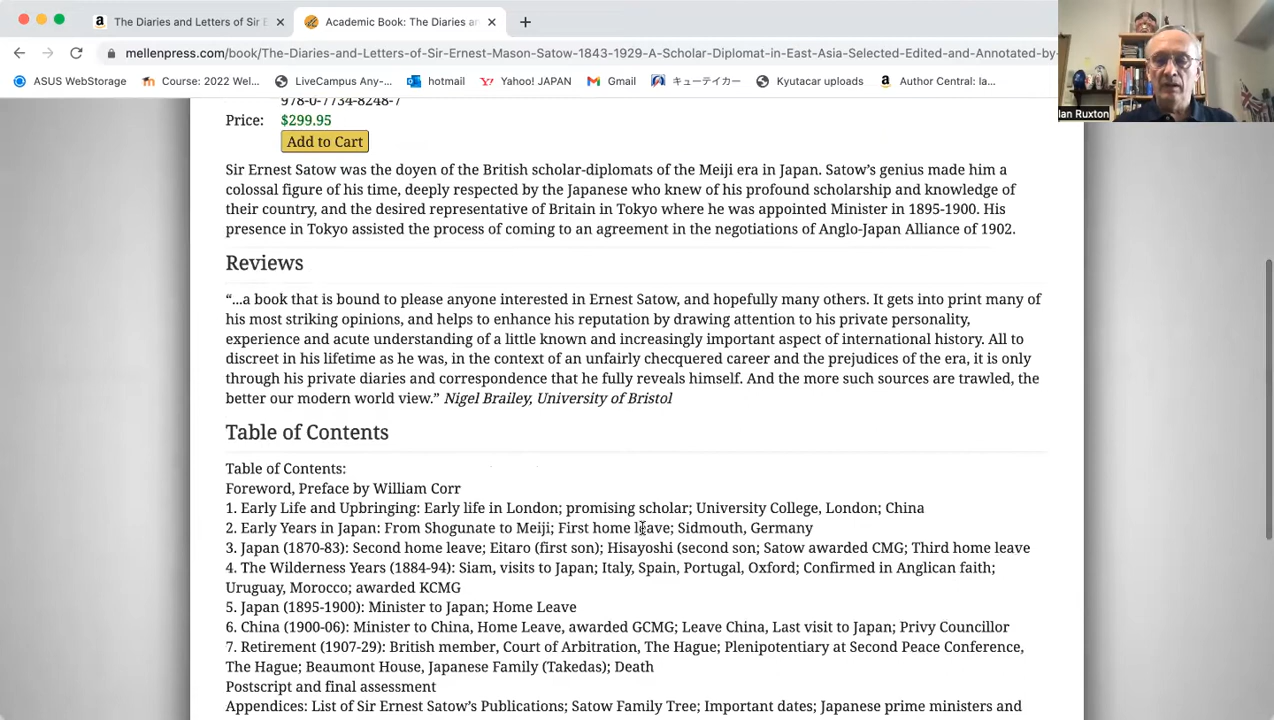 The Diaries and Letters of Sir E
Academic Book: The Diaries an
mellenpress.com/book/The-Diaries-and-Letters-of-Sir-Ernest-Mason-Satow-1843-1929-A-Scholar-Diplomat-in-East-Asia-Selected-Edited-and-Annotated-by-
ASUS WebStorage
Course: 2022 Wel...
LiveCampus Any-...
hotmail
Yahoo! JAPAN
Gmail
キューテイカー
Kyutacar uploads
Author Central: Ia...
Ian Ruxton
978-0-7734-8248-7
Price: $299.95
Add to Cart
Sir Ernest Satow was the doyen of the British scholar-diplomats of the Meiji era in Japan. Satow’s genius made him a
colossal figure of his time, deeply respected by the Japanese who knew of his profound scholarship and knowledge of
their country, and the desired representative of Britain in Tokyo where he was appointed Minister in 1895-1900. His
presence in Tokyo assisted the process of coming to an agreement in the negotiations of Anglo-Japan Alliance of 1902.
Reviews
“...a book that is bound to please anyone interested in Ernest Satow, and hopefully many others. It gets into print many of
his most striking opinions, and helps to enhance his reputation by drawing attention to his private personality,
experience and acute understanding of a little known and increasingly important aspect of international history. All to
discreet in his lifetime as he was, in the context of an unfairly checquered career and the prejudices of the era, it is only
through his private diaries and correspondence that he fully reveals himself. And the more such sources are trawled, the
better our modern world view.” Nigel Brailey, University of Bristol
Table of Contents
Table of Contents:
Foreword, Preface by William Corr
1. Early Life and Upbringing: Early life in London; promising scholar; University College, London; China
2. Early Years in Japan: From Shogunate to Meiji; First home leave; Sidmouth, Germany
3. Japan (1870-83): Second home leave; Eitaro (first son); Hisayoshi (second son; Satow awarded CMG; Third home leave
4. The Wilderness Years (1884-94): Siam, visits to Japan; Italy, Spain, Portugal, Oxford; Confirmed in Anglican faith;
Uruguay, Morocco; awarded KCMG
5. Japan (1895-1900): Minister to Japan; Home Leave
6. China (1900-06): Minister to China, Home Leave, awarded GCMG; Leave China, Last visit to Japan; Privy Councillor
7. Retirement (1907-29): British member, Court of Arbitration, The Hague; Plenipotentiary at Second Peace Conference,
The Hague; Beaumont House, Japanese Family (Takedas); Death
Postscript and final assessment
Appendices: List of Sir Ernest Satow’s Publications; Satow Family Tree; Important dates; Japanese prime ministers and